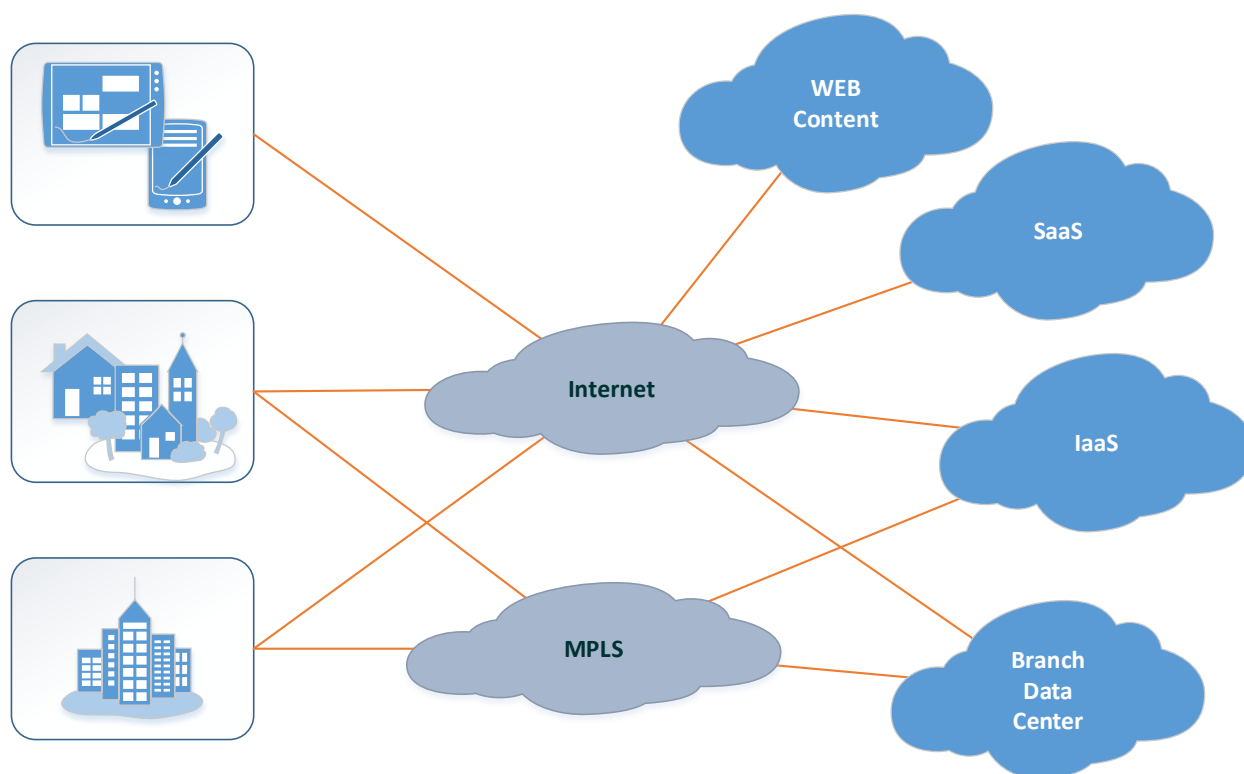 WEB
Content
SaaS
Internet
IaaS
MPLS
Branch
Data
Center